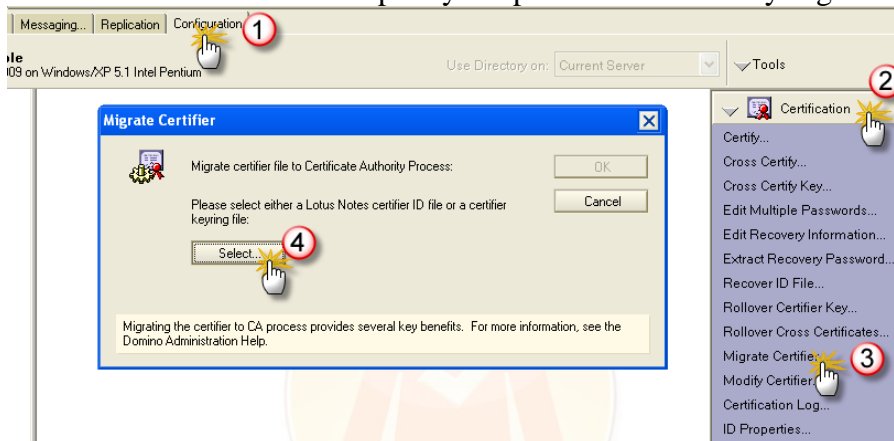 Messaging... Replication Configuration 1
09 on Windows/XP 5.1 Intel Pentium
Use Directory on: Current Server
Tools
2
Certification
Migrate Certifier
Migrate certifier file to Certificate Authority Process:
OK
Please select either a Lotus Notes certifier ID file or a certifier
keyring file:
Cancel
Select...
4
Migrating the certifier to CA process provides several key benefits. For more information, see the
Domino Administration Help.
Certify...
Cross Certify...
Cross Certify Key...
Edit Multiple Passwords...
Edit Recovery Information...
Extract Recovery Password...
Recover ID File...
Rollover Certifier Key...
Rollover Cross Certificates...
Migrate Certifier
3
Modify Certifier
Certification Log...
ID Properties...